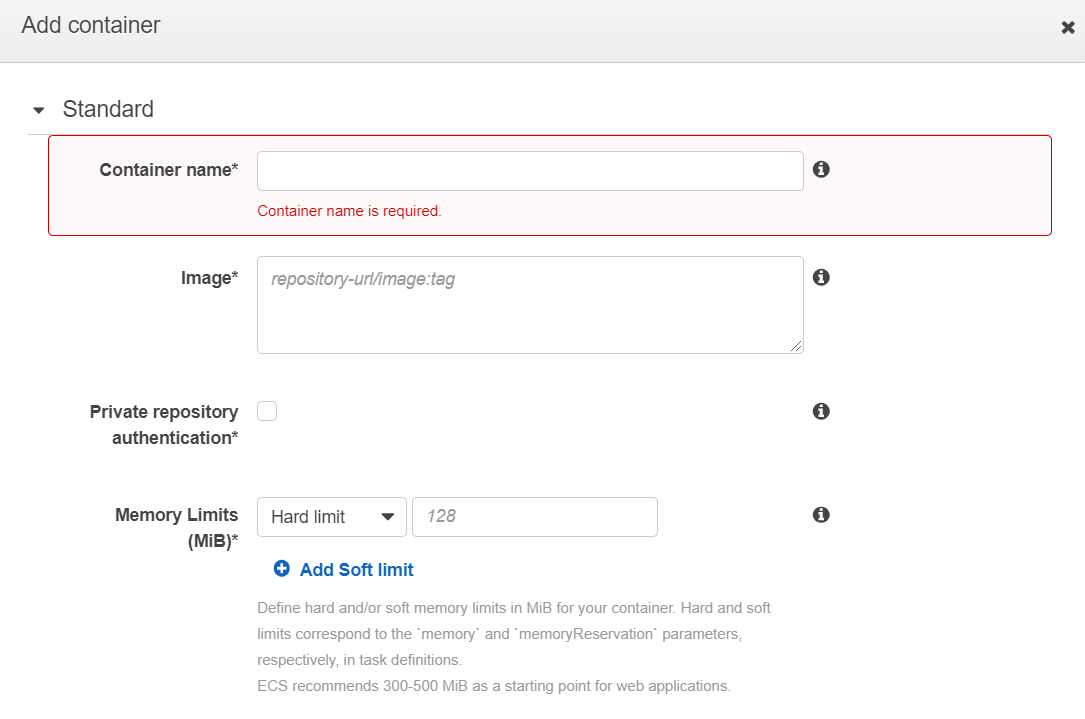 Add container
Standard
Container name*
Container name is required.
Image*
repository-url/image:tag
Private repository
authentication*
Memory Limits
(MiB)*
Hard limit
128
Add Soft limit
Define hard and/or soft memory limits in MiB for your container. Hard and soft
limits correspond to the `memory` and `memoryReservation` parameters,
respectively, in task definitions.
ECS recommends 300-500 MiB as a starting point for web applications.